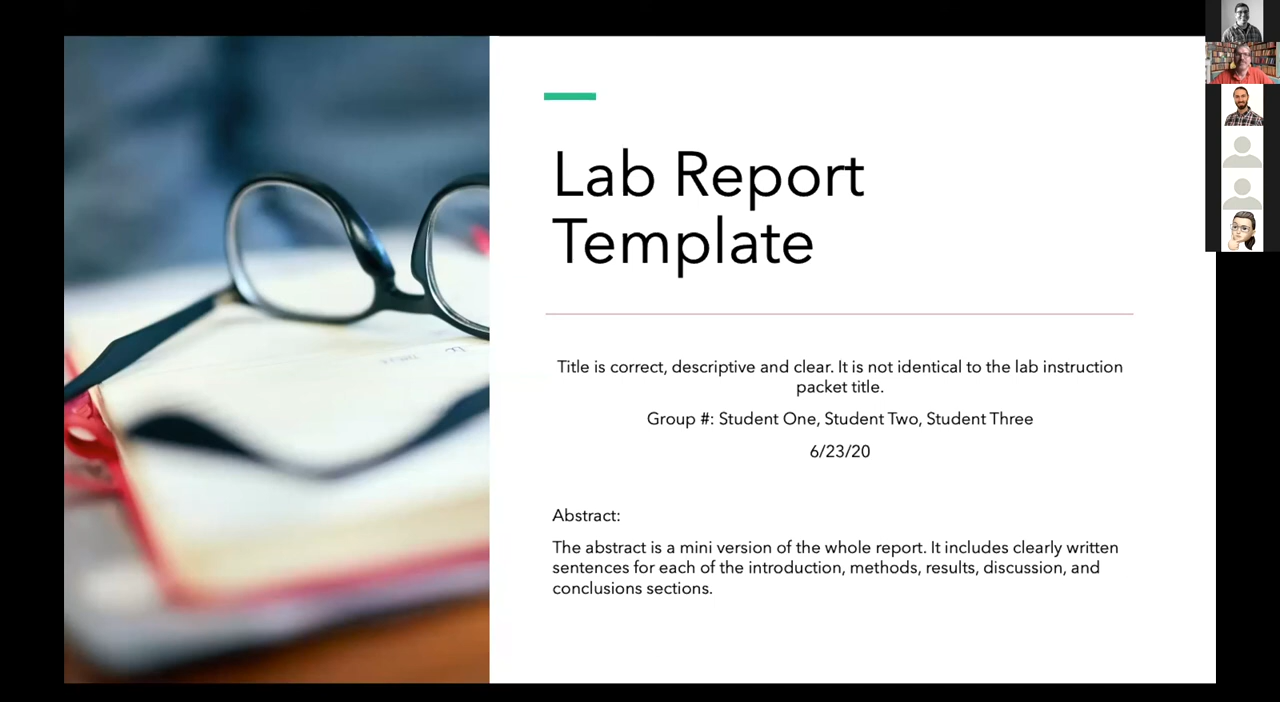 Lab Report
Template
Title is correct, descriptive and clear. It is not identical to the lab instruction
packet title.
Group #: Student One, Student Two, Student Three
6/23/20
Abstract:
The abstract is a mini version of the whole report. It includes clearly written
sentences for each of the introduction, methods, results, discussion, and
conclusions sections.